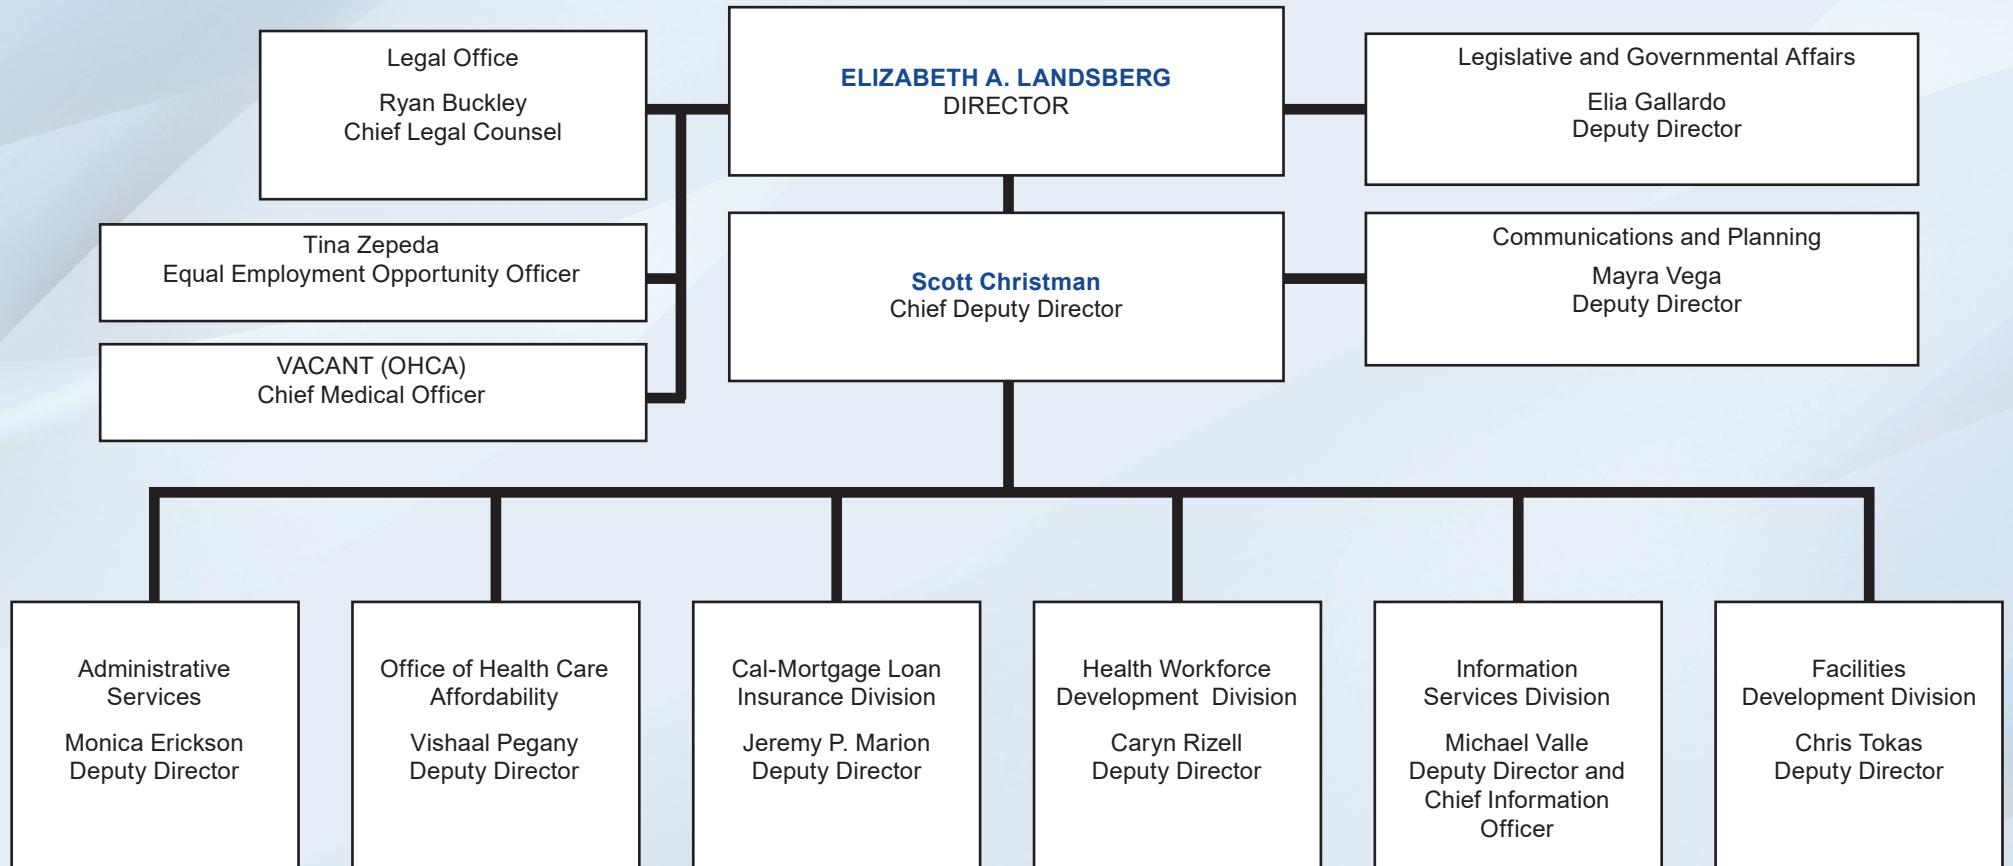 Legal Office
Ryan Buckley
Chief Legal Counsel
ELIZABETH A. LANDSBERG
DIRECTOR
Legislative and Governmental Affairs
Elia Gallardo
Deputy Director
Tina Zepeda
Equal Employment Opportunity Officer
Scott Christman
Chief Deputy Director
Communications and Planning
Mayra Vega
Deputy Director
VACANT (OHCA)
Chief Medical Officer
Administrative
Services
Monica Erickson
Deputy Director
Office of Health Care
Affordability
Vishaal Pegany
Deputy Director
Cal-Mortgage Loan
Insurance Division
Jeremy P. Marion
Deputy Director
Health Workforce
Development  Division
Caryn Rizell
Deputy Director
Information
Services Division
Michael Valle
Deputy Director and
Chief Information
Officer
Facilities
Development Division
Chris Tokas
Deputy Director